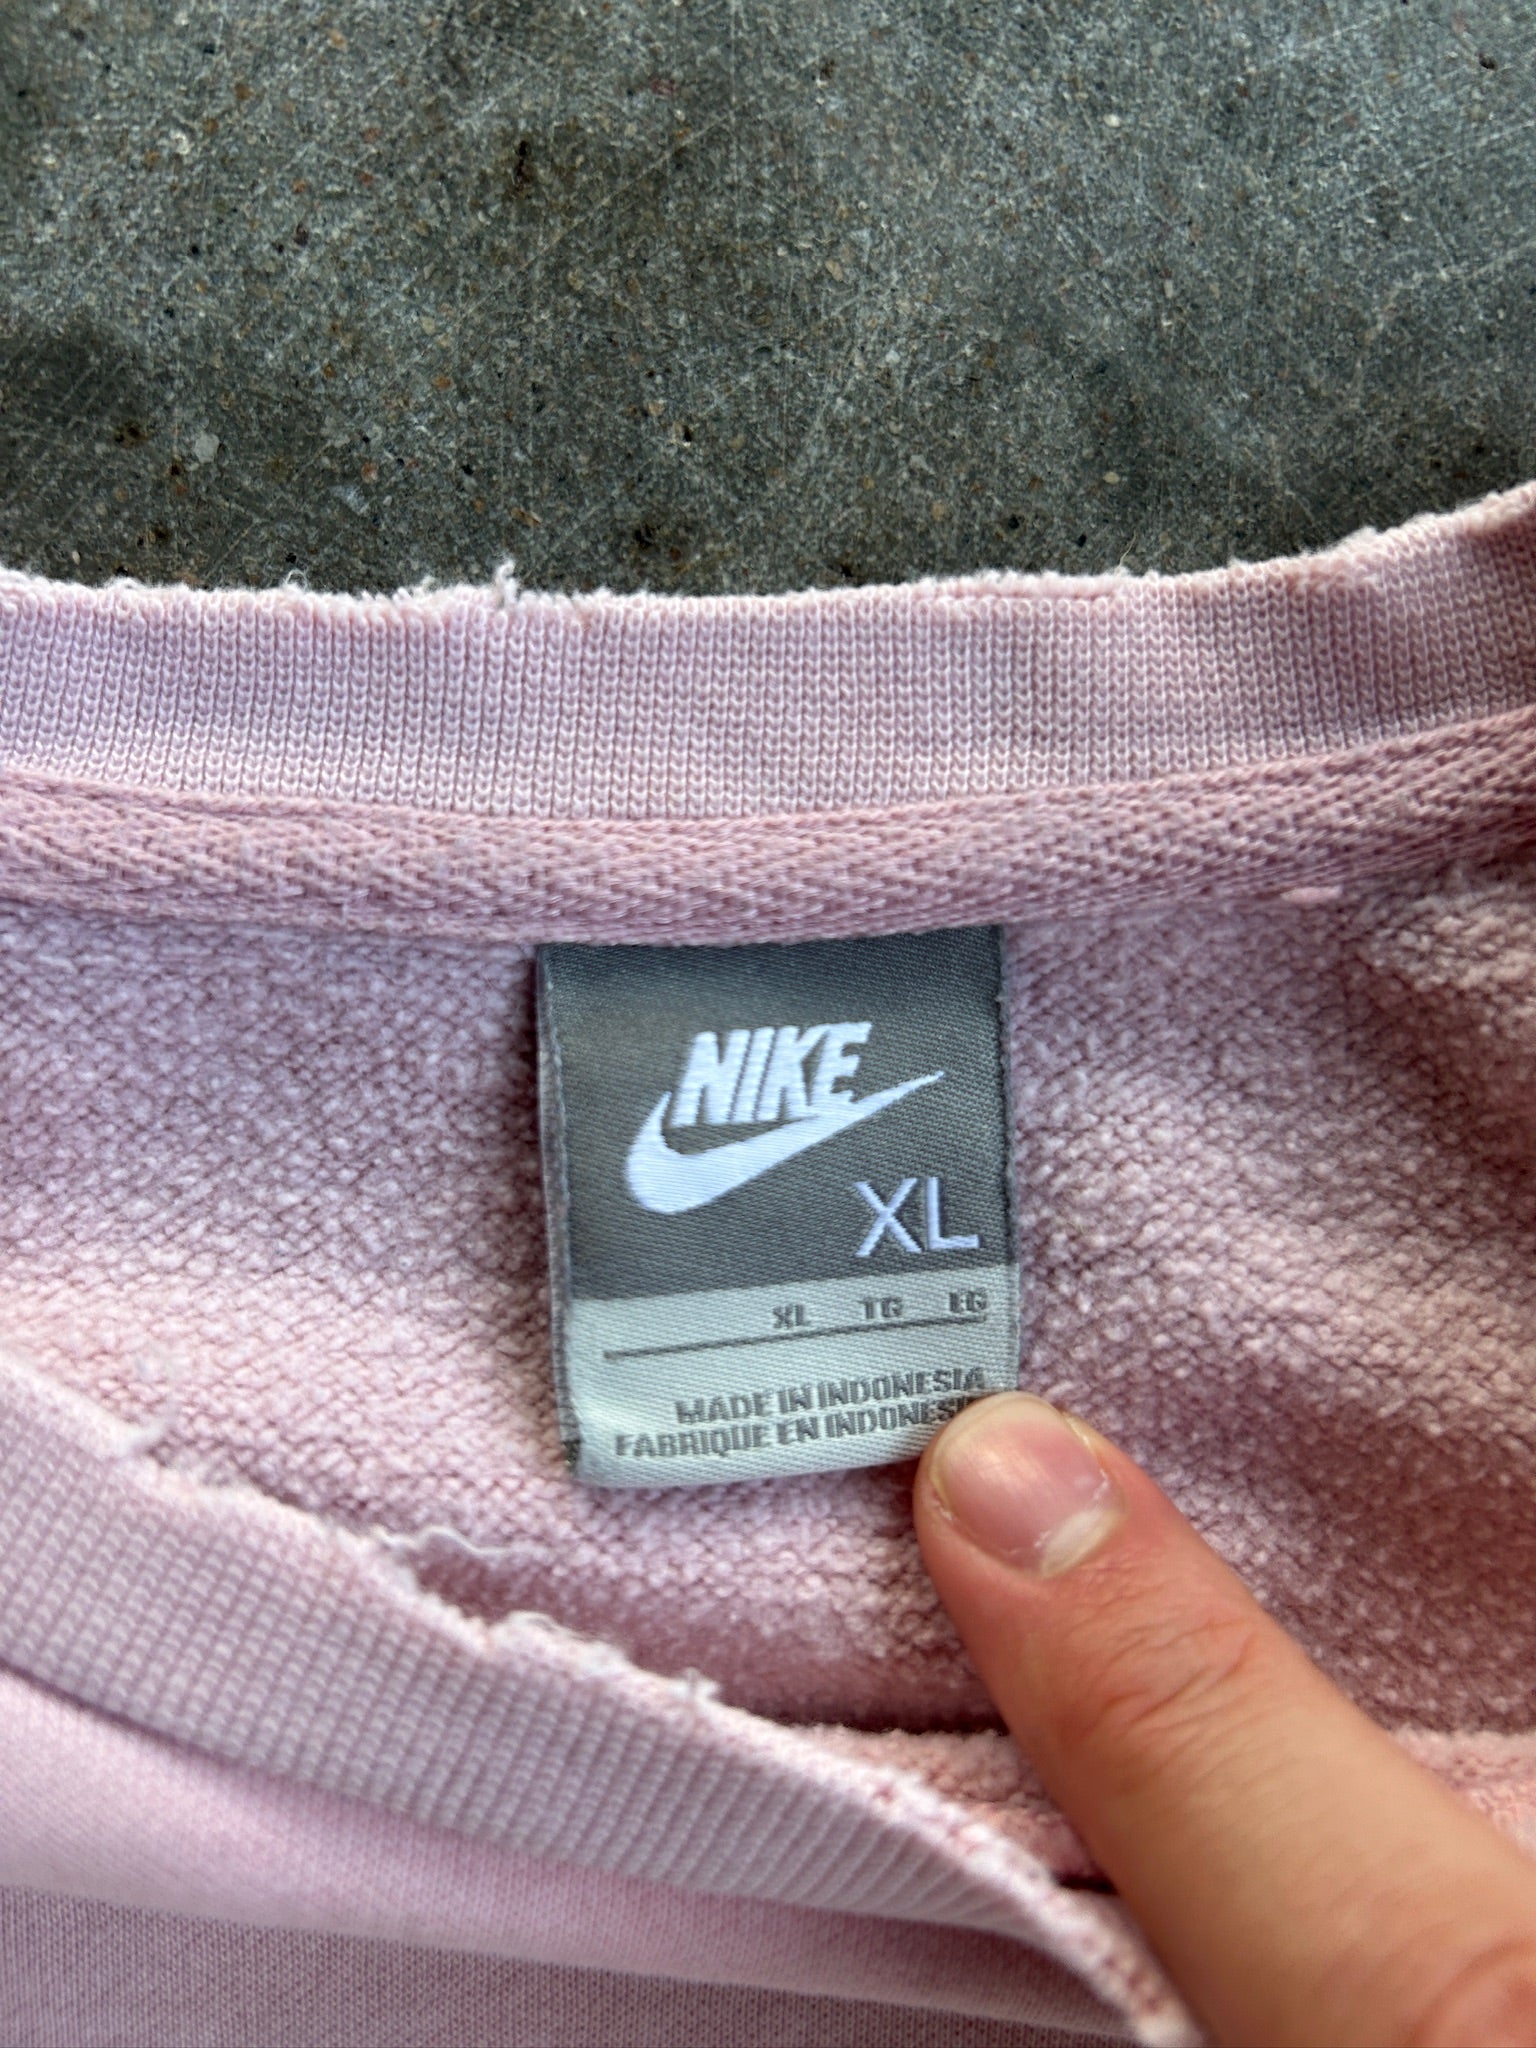 NIKE
XL
XL TG EG
MADE IN INDONESIA
FABRIQUE EN INDONESIE